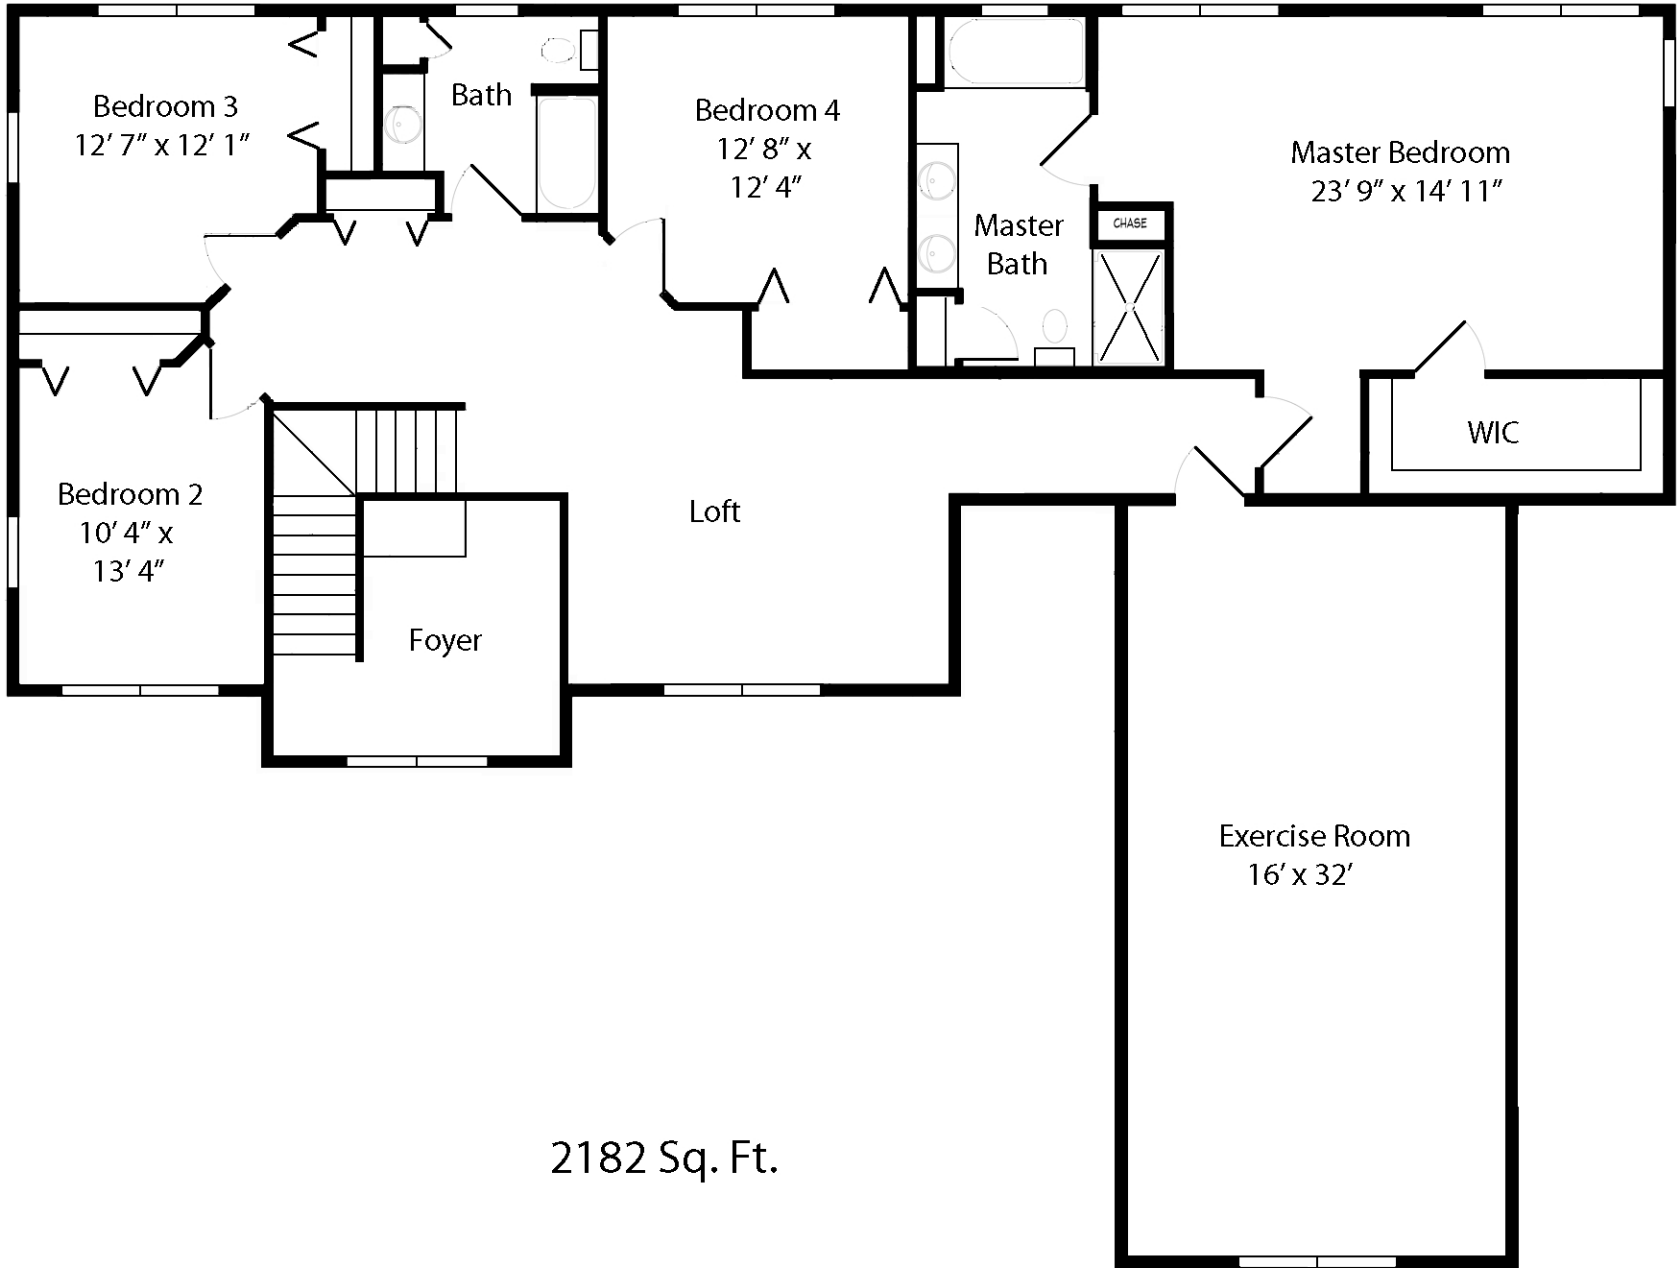 Bedroom 3
12’ 7” x 12’ 1”
Bath
Bedroom 4
12’ 8” x
12’ 4”
Master Bedroom
23’ 9” x 14’ 11”
CHASE
Master
Bath
WIC
Bedroom 2
10’ 4” x
13’ 4”
Loft
Foyer
Exercise Room
16’ x 32’
2182 Sq. Ft.